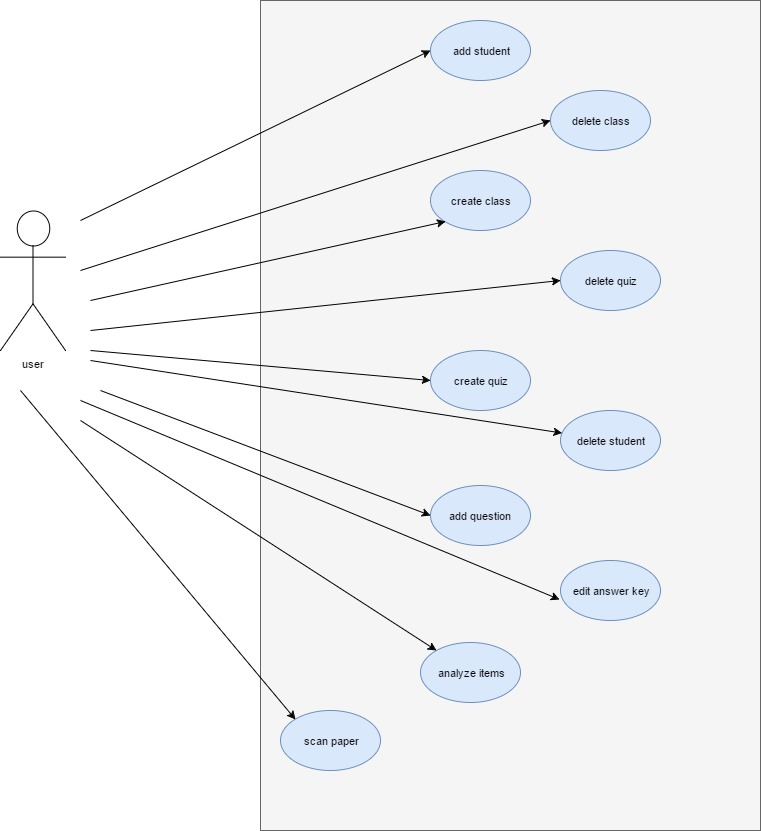 add student
delete class
create class
delete quiz
user
create quiz
delete student
add question
edit answer key
analyze items
scan paper